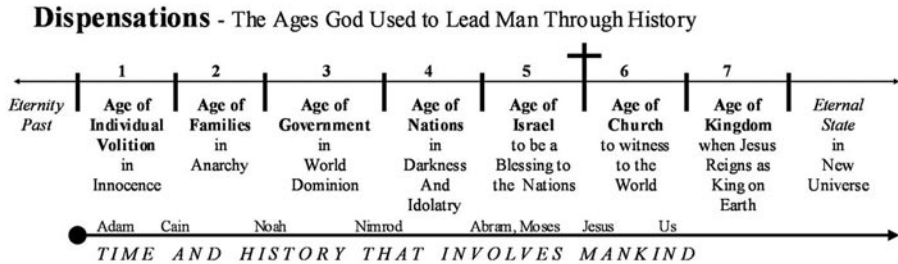 Dispensations - The Ages God Used to Lead Man Through History
1 2 3 4 5 6 7
Eternity
Past
Age of
Individual
Volition
in
Innocence
Age of
Families
in
Anarchy
Age of
Government
in
World
Dominion
Age of
Nations
in
Darkness
And
Idolatry
Age of
Israel
to be a
Blessing to
the Nations
Age of
Church
to witness
to the
World
Age of
Kingdom
when Jesus
Reigns as
King on
Earth
Eternal
State
in
New
Universe
Adam Cain Noah Nimrod Abram, Moses Jesus Us
TIME AND HISTORY THAT INVOLVES MANKIND